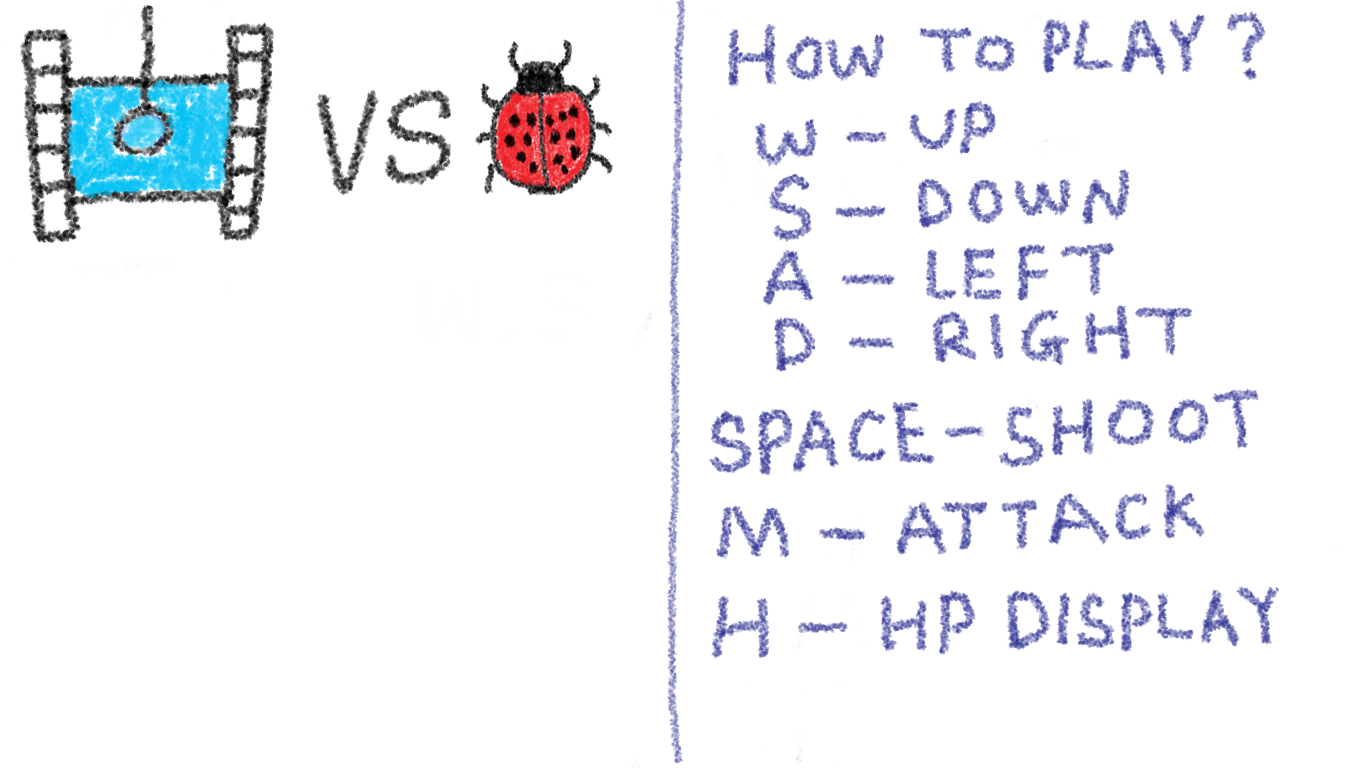 VS
HOW TO PLAY?
W - UP
S - DOWN
A - LEFT
D - RIGHT
SPACE - SHOOT
M - ATTACK
H - HP DISPLAY